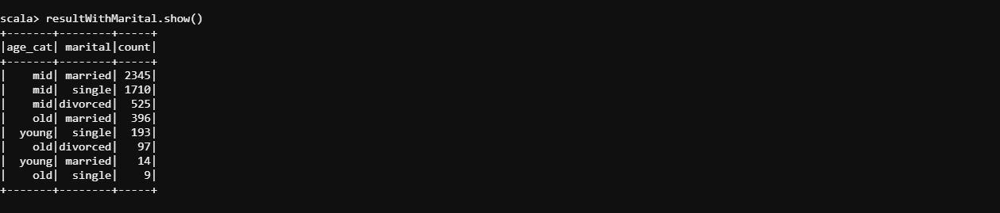 scala> resultWithMarital.show()
+-------+--------+-----+
|age_cat| marital|count|
+-------+--------+-----+
|    mid| married| 2345|
|    mid|  single| 1710|
|    mid|divorced|  525|
|    old| married|  396|
|  young|  single|  193|
|    old|divorced|   97|
|  young| married|   14|
|    old|  single|    9|
+-------+--------+-----+